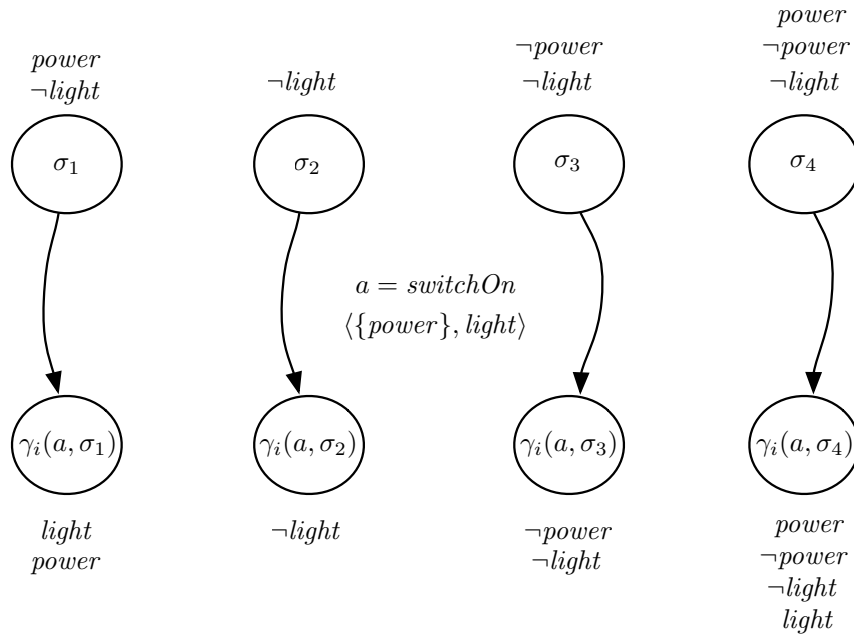 power
¬light
¬light
¬power
¬light
power
¬power
¬light
σ₁
σ₂
σ₃
σ₄
a = switchOn
⟨{power}, light⟩
γᵢ(a, σ₁)
γᵢ(a, σ₂)
γᵢ(a, σ₃)
γᵢ(a, σ₄)
light
power
¬light
¬power
¬light
power
¬power
¬light
light